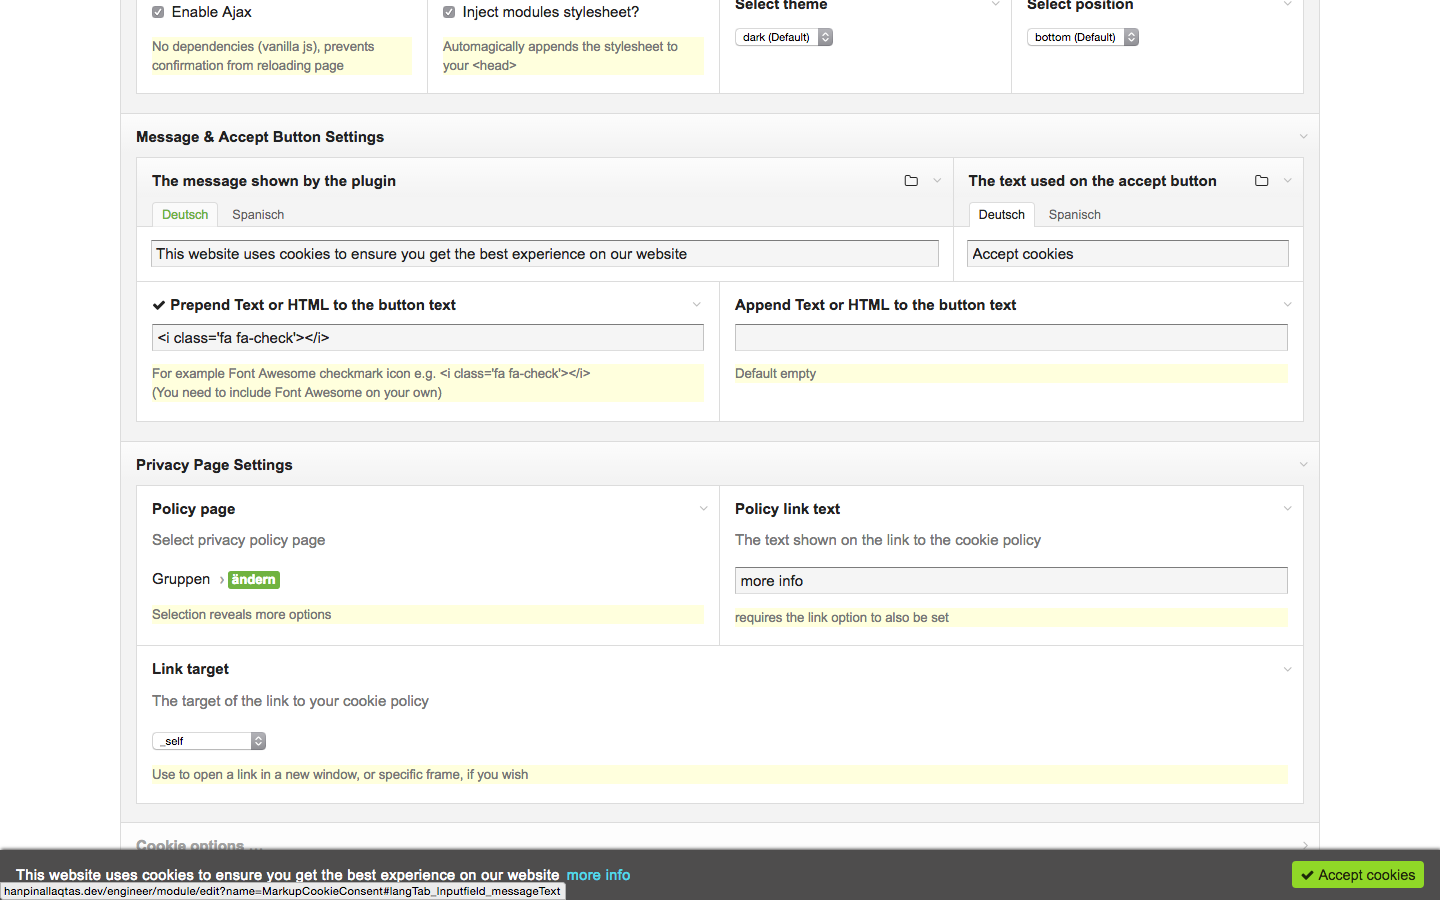 Enable Ajax
Inject modules stylesheet?
Select theme
Select position
No dependencies (vanilla js), prevents
confirmation from reloading page
Automagically appends the stylesheet to
your <head>
dark (Default)
bottom (Default)
Message & Accept Button Settings
The message shown by the plugin
The text used on the accept button
Deutsch
Spanisch
Deutsch
Spanisch
This website uses cookies to ensure you get the best experience on our website
Accept cookies
Prepend Text or HTML to the button text
Append Text or HTML to the button text
<i class='fa fa-check'></i>
For example Font Awesome checkmark icon e.g. <i class='fa fa-check'></i>
(You need to include Font Awesome on your own)
Default empty
Privacy Page Settings
Policy page
Policy link text
Select privacy policy page
The text shown on the link to the cookie policy
Gruppen › ändern
more info
Selection reveals more options
requires the link option to also be set
Link target
The target of the link to your cookie policy
_self
Use to open a link in a new window, or specific frame, if you wish
Cookie options ...
This website uses cookies to ensure you get the best experience on our website more info
Accept cookies
hanpinallaqtas.dev/engineer/module/edit?name=MarkupCookieConsent#langTab_Inputfield_messageText